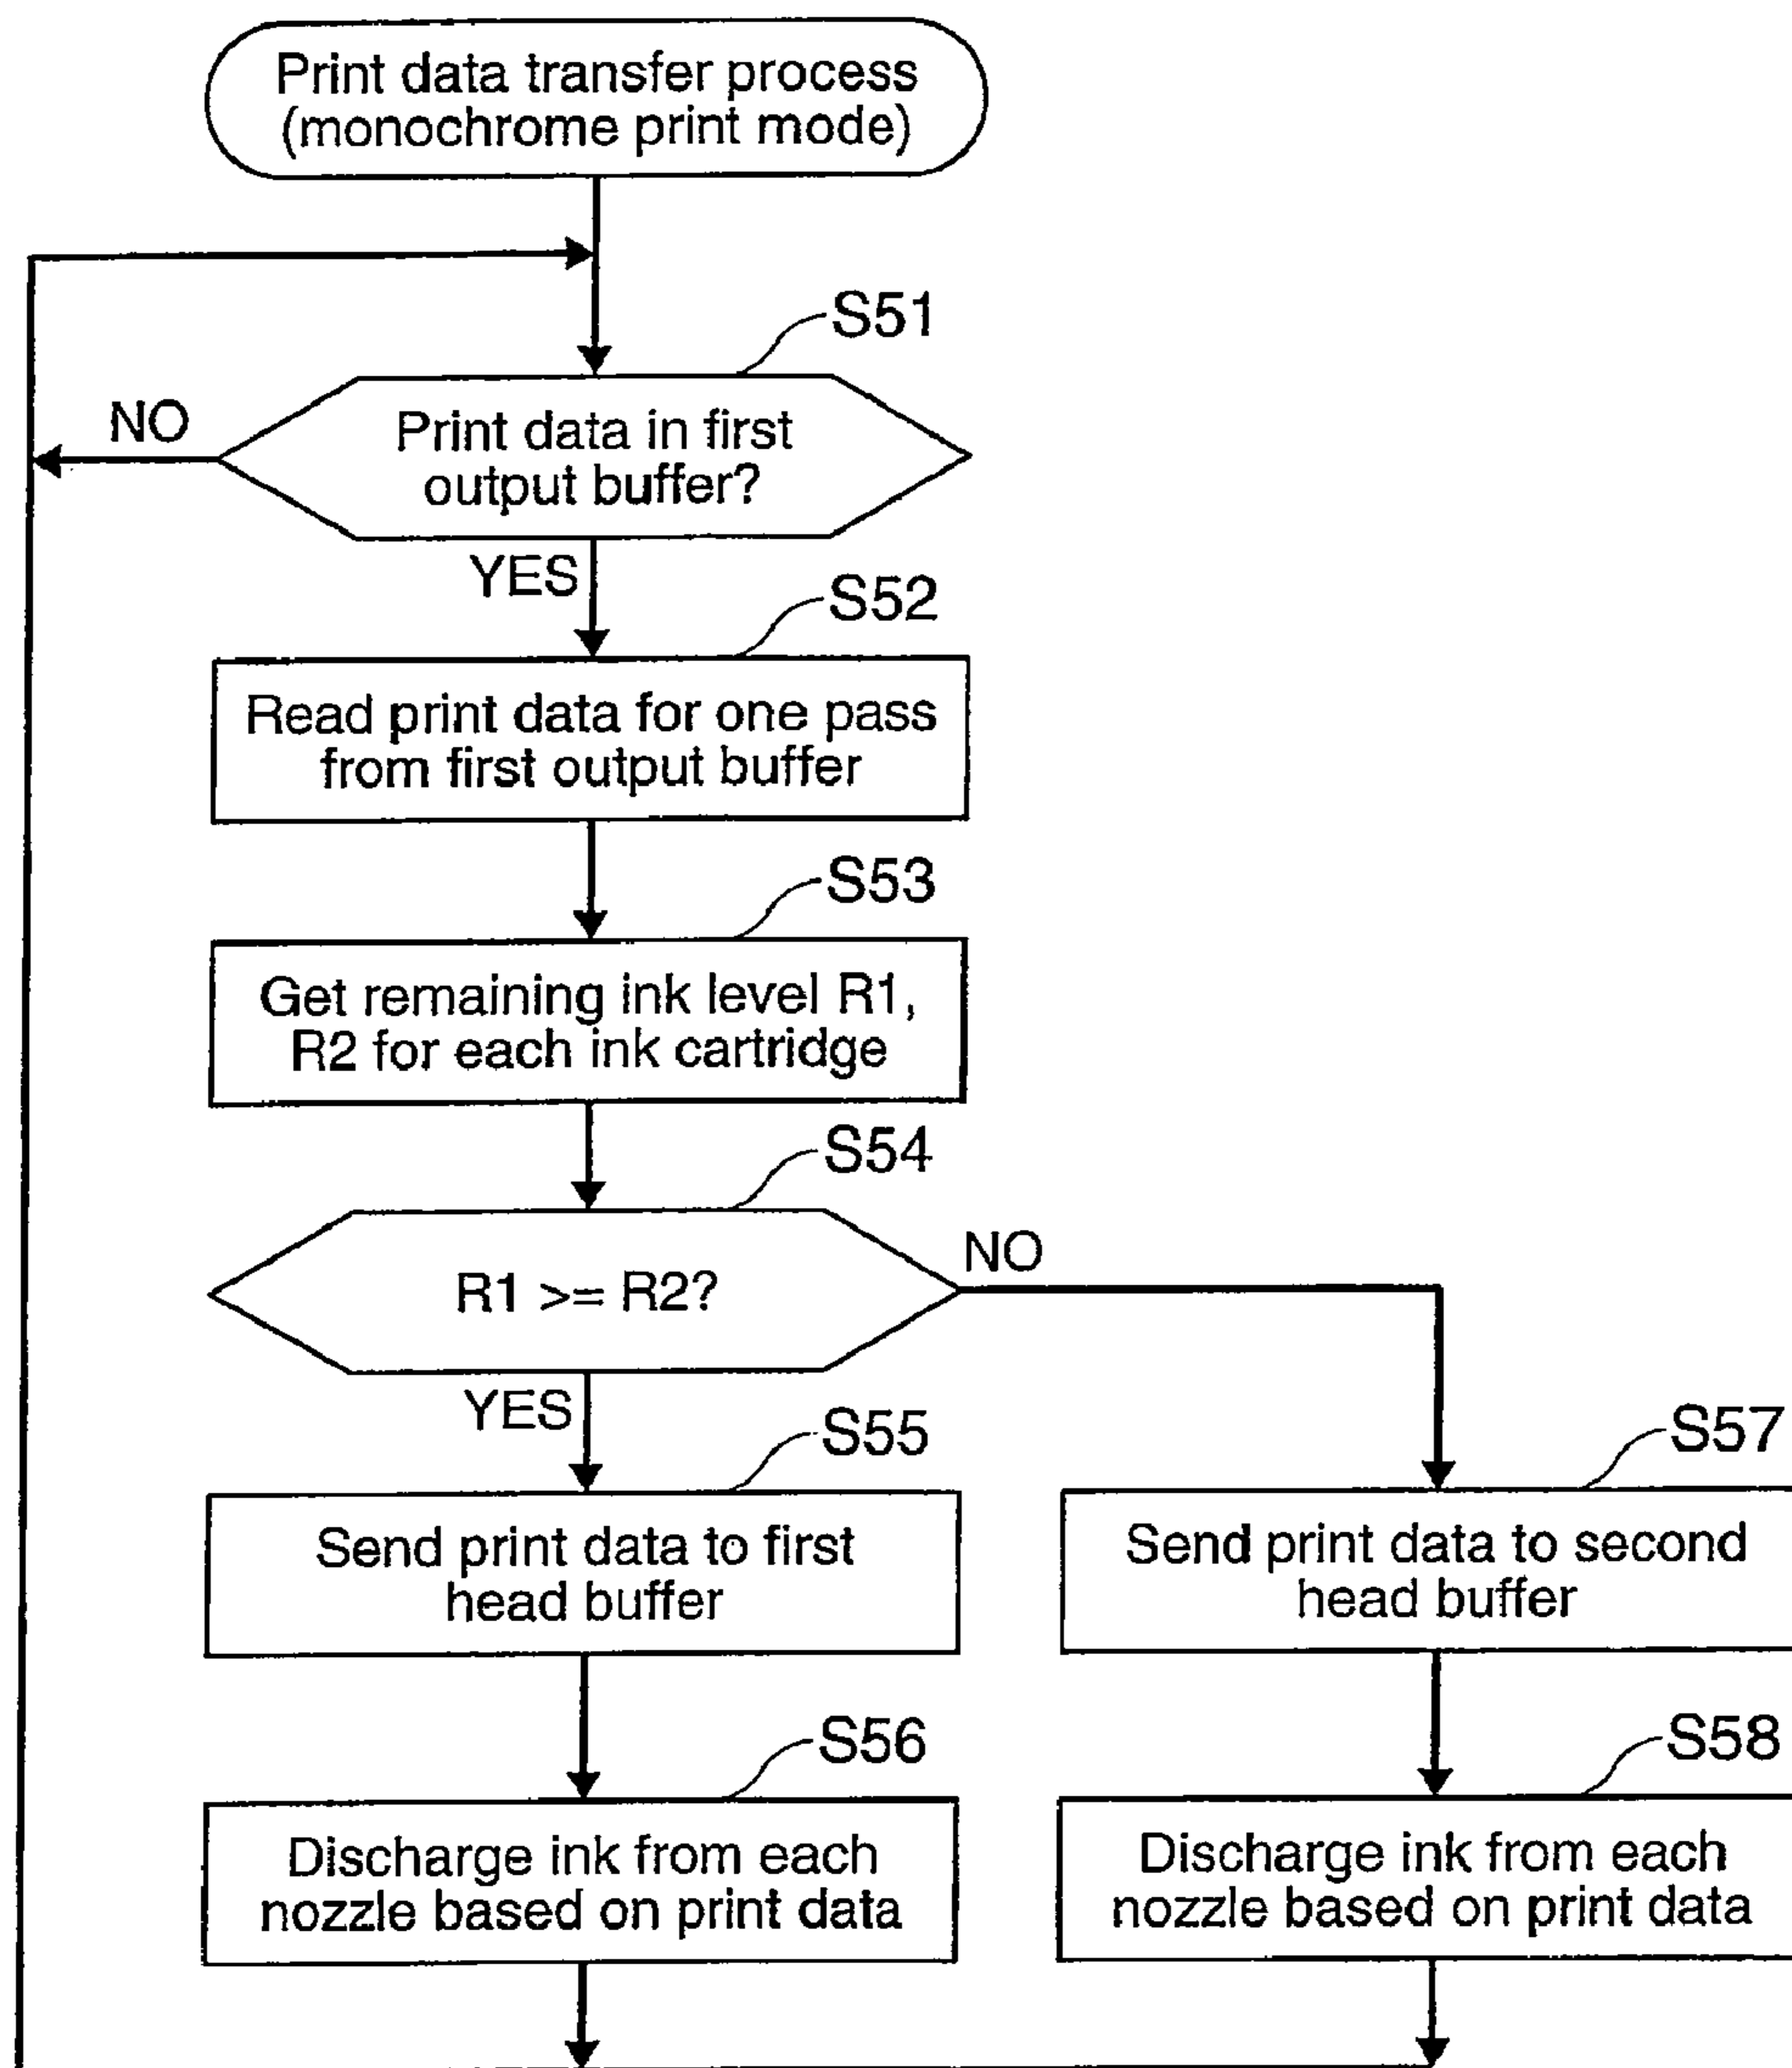 Print data transfer process
(monochrome print mode)
S51
NO
Print data in first
output buffer?
YES
S52
Read print data for one pass
from first output buffer
S53
Get remaining ink level R1,
R2 for each ink cartridge
S54
NO
R1 >= R2?
YES
S55
S57
Send print data to first
head buffer
Send print data to second
head buffer
S56
S58
Discharge ink from each
nozzle based on print data
Discharge ink from each
nozzle based on print data